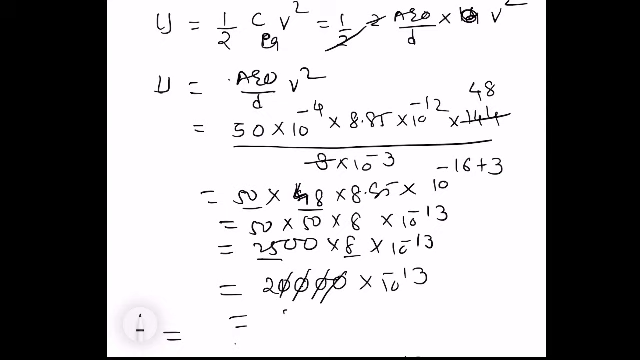 U = 1/2 C eq V² = 1/2 2 Aε0/d × V²
U = Aε0/d V²
48
= 50 × 10⁻⁴ × 8.85 × 10⁻¹² × 144
8 × 10⁻³
= 50 × 48 × 8.85 × 10⁻¹⁶⁺³
= 50 × 50 × 8 × 10⁻¹³
= 2500 × 8 × 10⁻¹³
= 20000 × 10⁻¹³
=
=